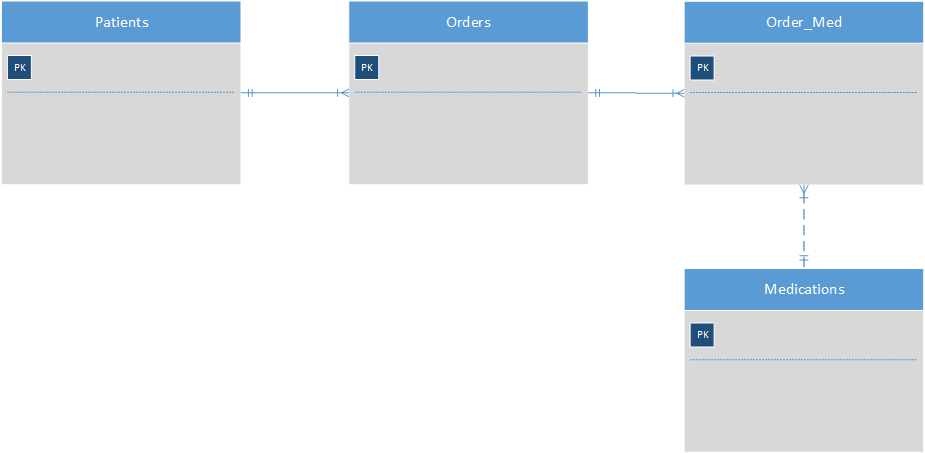 Patients
Orders
Order_Med
PK
PK
PK
Medications
PK